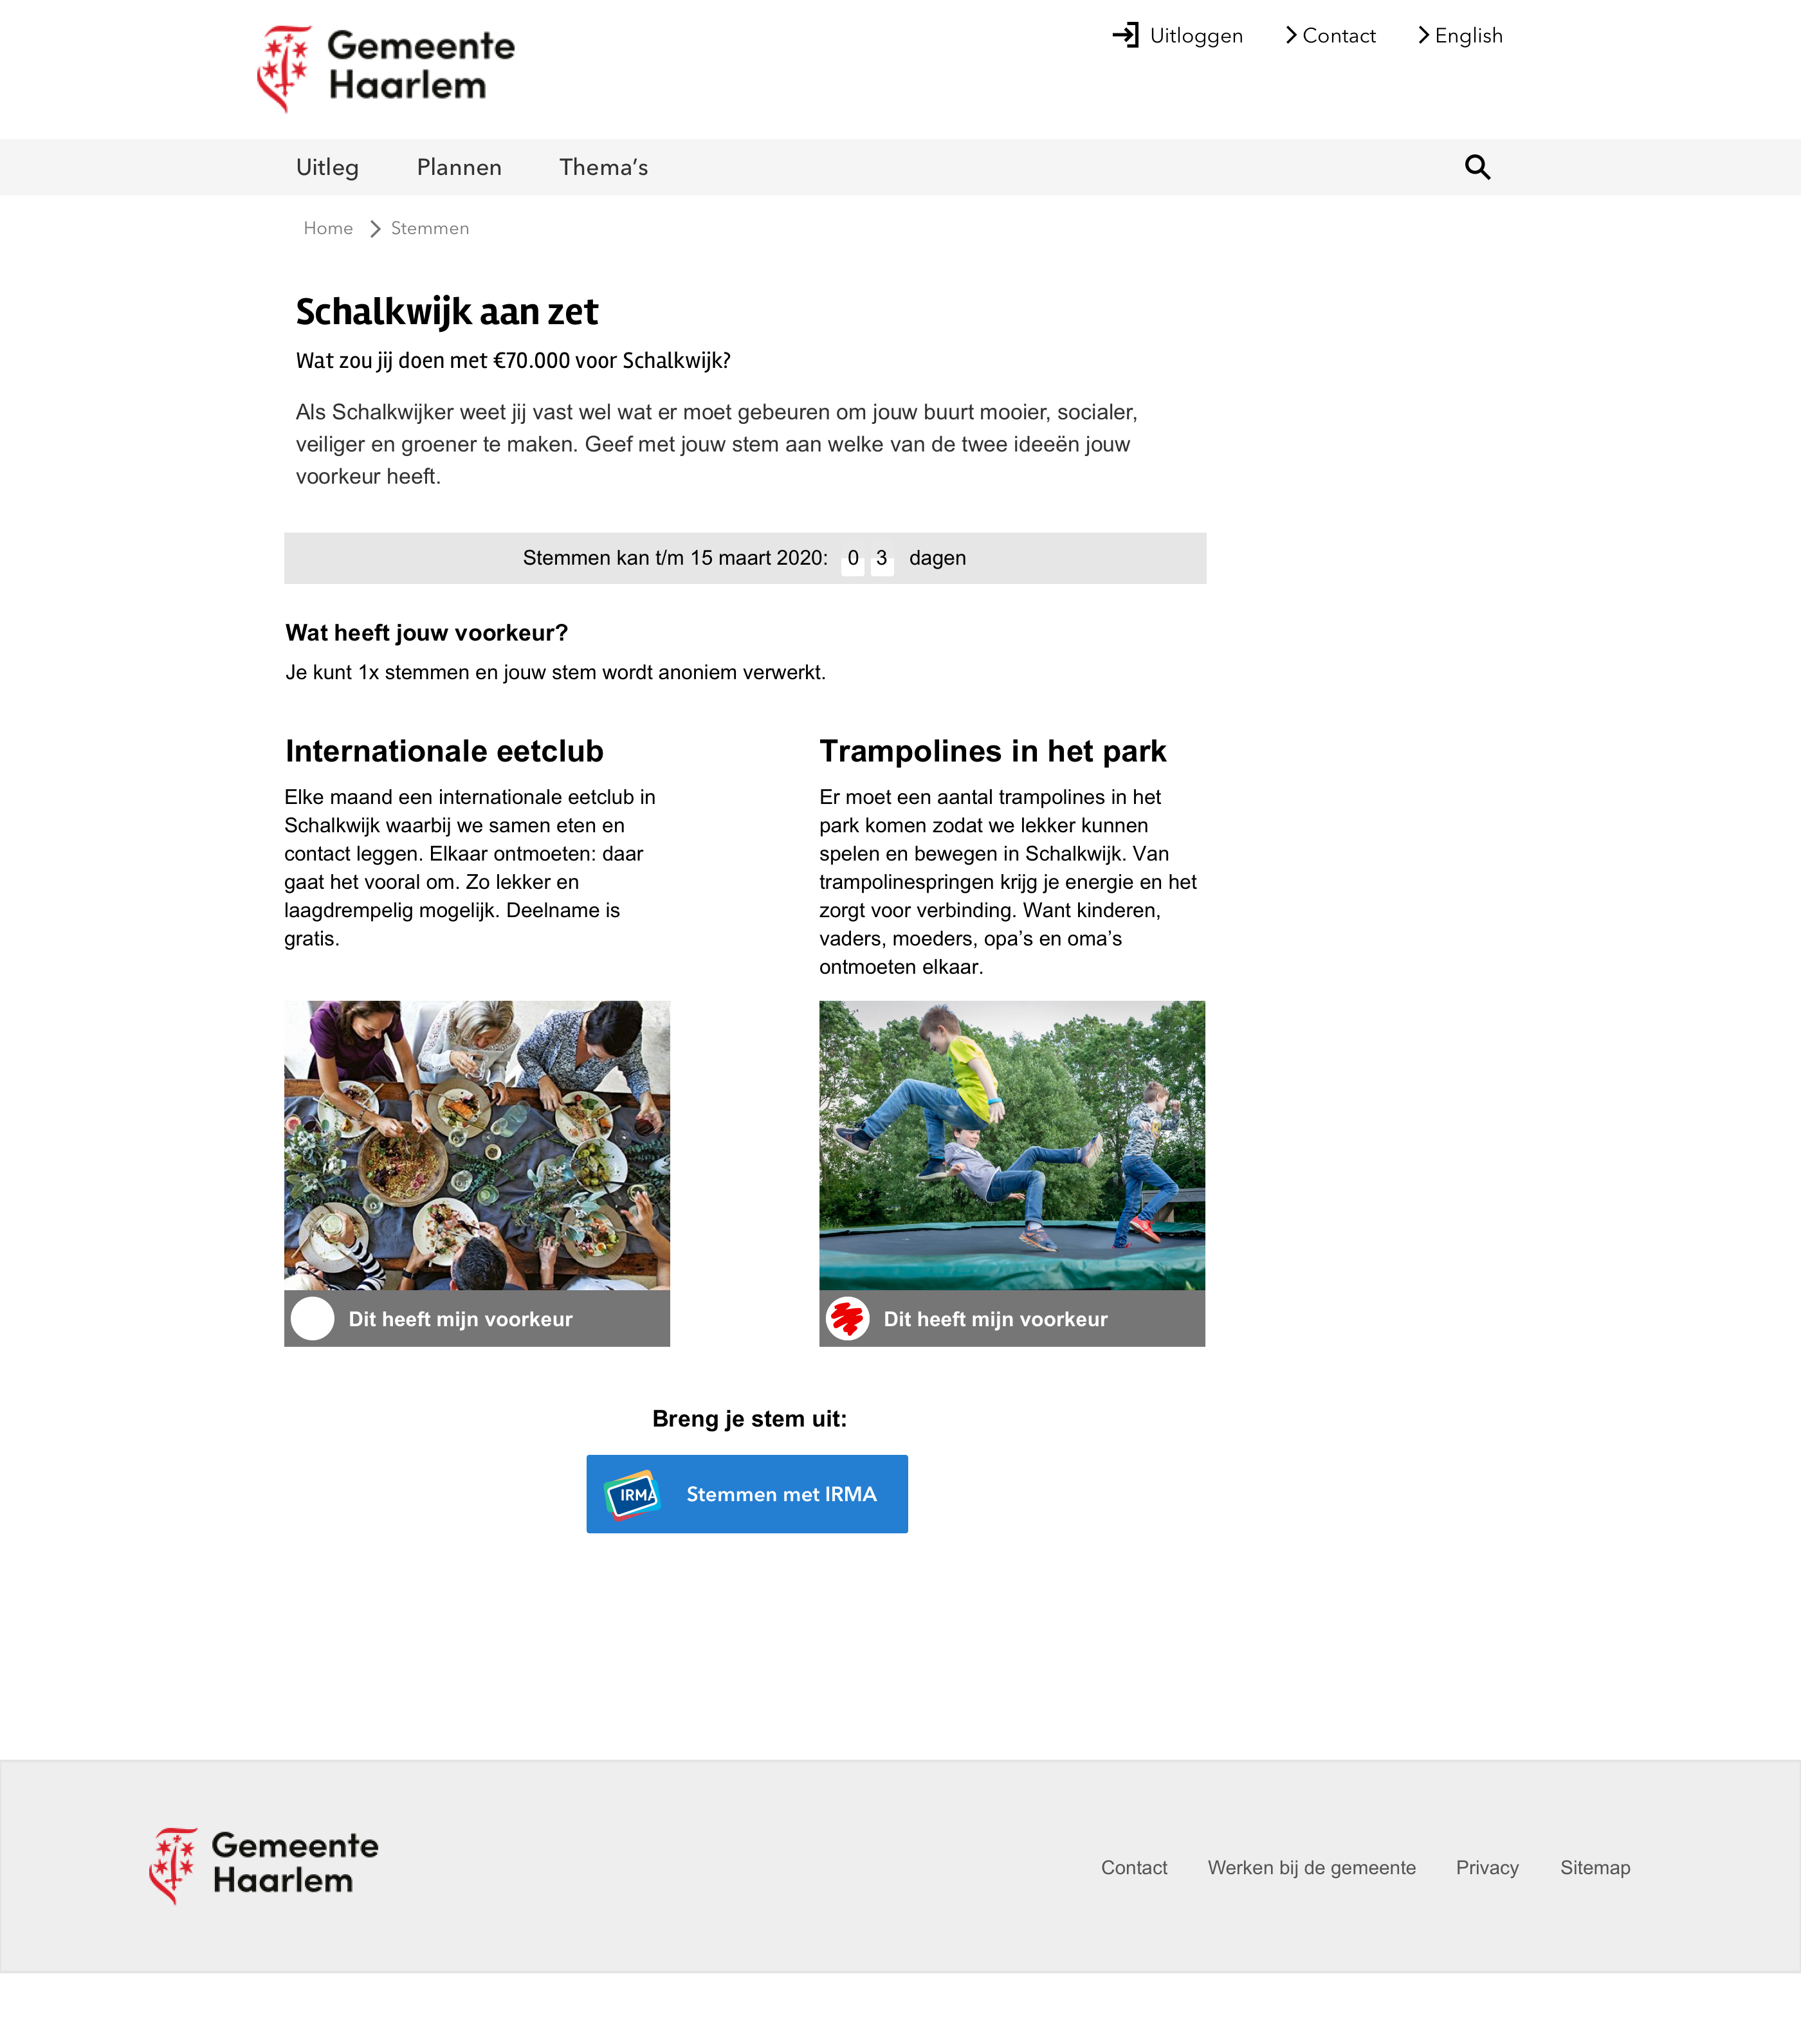 Gemeente
Haarlem
Uitloggen
Contact
English
Uitleg
Plannen
Thema’s
Home
Stemmen
Schalkwijk aan zet
Wat zou jij doen met €70.000 voor Schalkwijk?
Als Schalkwijker weet jij vast wel wat er moet gebeuren om jouw buurt mooier, socialer,
veiliger en groener te maken. Geef met jouw stem aan welke van de twee ideeën jouw
voorkeur heeft.
Stemmen kan t/m 15 maart 2020: 0 3 dagen
Wat heeft jouw voorkeur?
Je kunt 1x stemmen en jouw stem wordt anoniem verwerkt.
Internationale eetclub
Elke maand een internationale eetclub in
Schalkwijk waarbij we samen eten en
contact leggen. Elkaar ontmoeten: daar
gaat het vooral om. Zo lekker en
laagdrempelig mogelijk. Deelname is
gratis.
Dit heeft mijn voorkeur
Trampolines in het park
Er moet een aantal trampolines in het
park komen zodat we lekker kunnen
spelen en bewegen in Schalkwijk. Van
trampolinespringen krijg je energie en het
zorgt voor verbinding. Want kinderen,
vaders, moeders, opa’s en oma’s
ontmoeten elkaar.
Dit heeft mijn voorkeur
Breng je stem uit:
IRMA
Stemmen met IRMA
Gemeente
Haarlem
Contact
Werken bij de gemeente
Privacy
Sitemap